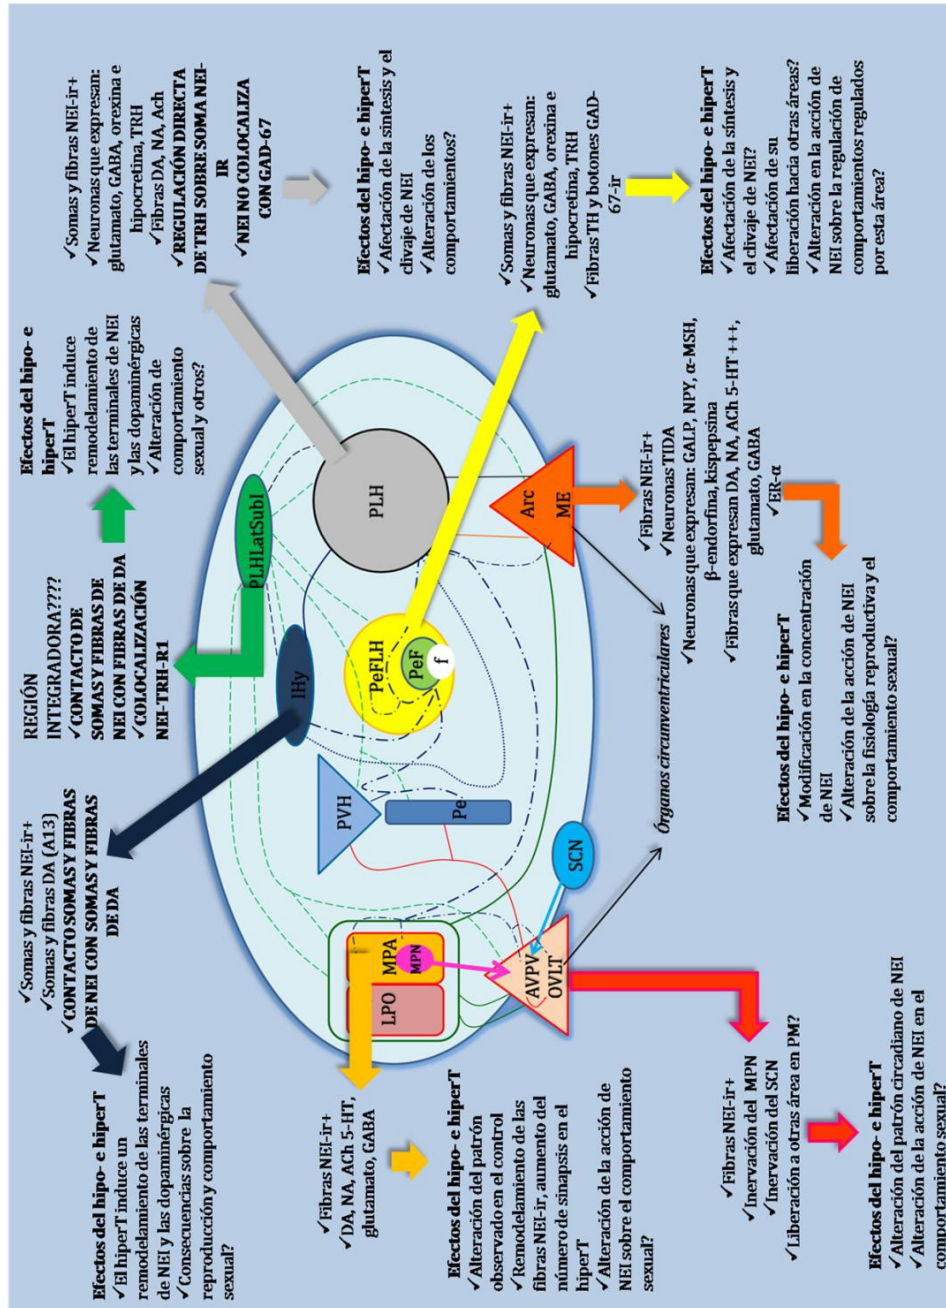 ✓Somas y fibras NEI-ir+
✓Somas y fibras DA (A13)
✓CONTACTO SOMAS Y FIBRAS
DE NEI CON SOMAS Y FIBRAS
DE DA
Efectos del hipo- e hiperT
✓El hiperT induce un
remodelamiento de las terminales
de NEI y las dopaminérgicas
✓Consecuencias sobre la
reproducción y comportamiento
sexual?
REGIÓN
INTEGRADORA????
✓CONTACTO DE
SOMAS Y FIBRAS DE
NEI CON FIBRAS DE DA
✓COLOCALIZACIÓN
NEI-TRH-R1
Efectos del hipo- e
hiperT
✓El hiperT induce
remodelamiento de
las terminales de NEI
y las dopaminérgicas
✓Alteración de
comportamiento
sexual y otros?
✓Somas y fibras NEI-ir+
✓Neuronas que expresan:
glutamato, GABA, orexina e
hipocretina, TRH
✓Fibras DA, NA, Ach
✓REGULACIÓN DIRECTA
DE TRH SOBRE SOMA NEI-
IR
✓NEI NO COLOCALIZA
CON GAD-67
Efectos del hipo- e hiperT
✓Afectación de la síntesis y el
clivaje de NEI
✓Alteración de los
comportamientos?
✓Somas y fibras NEI-ir+
✓Neuronas que expresan:
glutamato, GABA, orexina e
hipocretina, TRH
✓Fibras TH y botones GAD-
67-ir
Efectos del hipo- e hiperT
✓Afectación de la síntesis y
el clivaje de NEI?
✓Afectación de su
liberación hacia otras áreas?
✓Alteración en la acción de
NEI sobre la regulación de
comportamientos regulados
por esta área?
PLHLatSubI
IHy
PLH
PeFLH
PeF
f
PVH
Pe
LPO
MPA
MPN
SCN
AVPV
OVLT
Arc
ME
Órganos circumventriculares
✓Fibras NEI-ir+
✓DA, NA, ACh 5-HT,
glutamato, GABA
Efectos del hipo- e hiperT
✓Alteración del patrón
observado en el control
✓Remodelamiento de las
fibras NEI-ir, aumento del
número de sinapsis en el
hiperT
✓Alteración de la acción de
NEI sobre el comportamiento
sexual?
✓Fibras NEI-ir+
✓Inervación del MPN
✓Inervación del SCN
✓Liberación a otras área en PM?
Efectos del hipo- e hiperT
✓Alteración del patrón circadiano de NEI
✓Alteración de la acción de NEI en el
comportamiento sexual?
✓Fibras NEI-ir+
✓Neuronas TIDA
✓Neuronas que expresan: GALP, NPY, α-MSH,
β-endorfina, kispepsina
✓Fibras que expresan DA, NA, ACh 5-HT +++,
glutamato, GABA
✓ER-α
Efectos del hipo- e hiperT
✓Modificación en la concentración
de NEI
✓Alteración de la acción de NEI
sobre la fisiología reproductiva y el
comportamiento sexual?